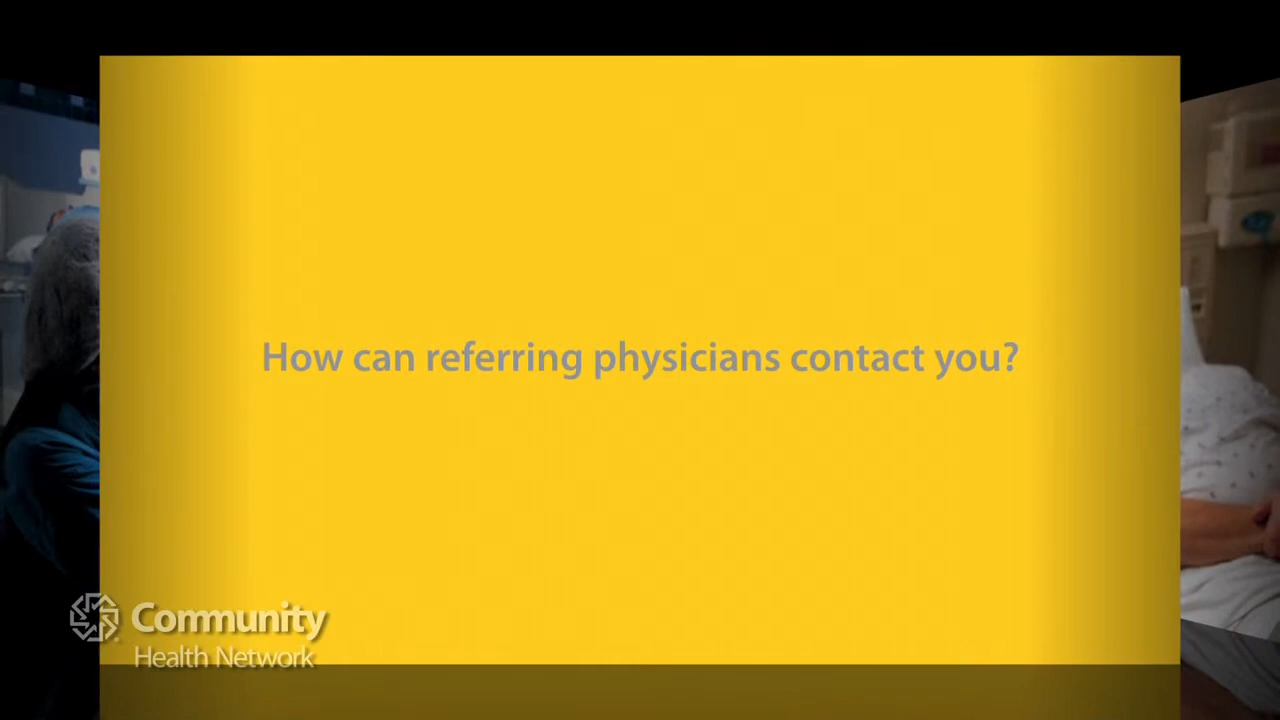 How can referring physicians contact you?
Community
Health Network